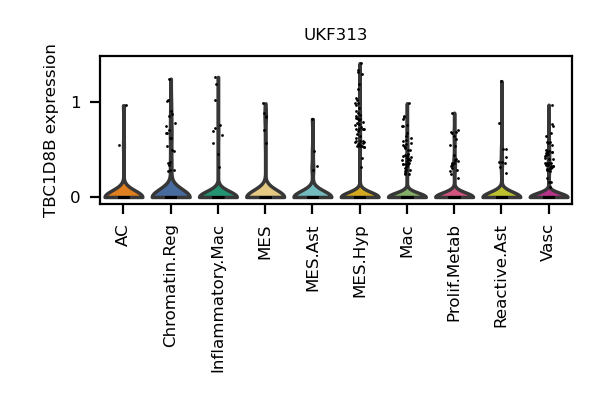 UKF313
TBC1D8B expression
1
0
AC
Chromatin.Reg
Inflammatory.Mac
MES
MES.Ast
MES.Hyp
Mac
Prolif.Metab
Reactive.Ast
Vasc